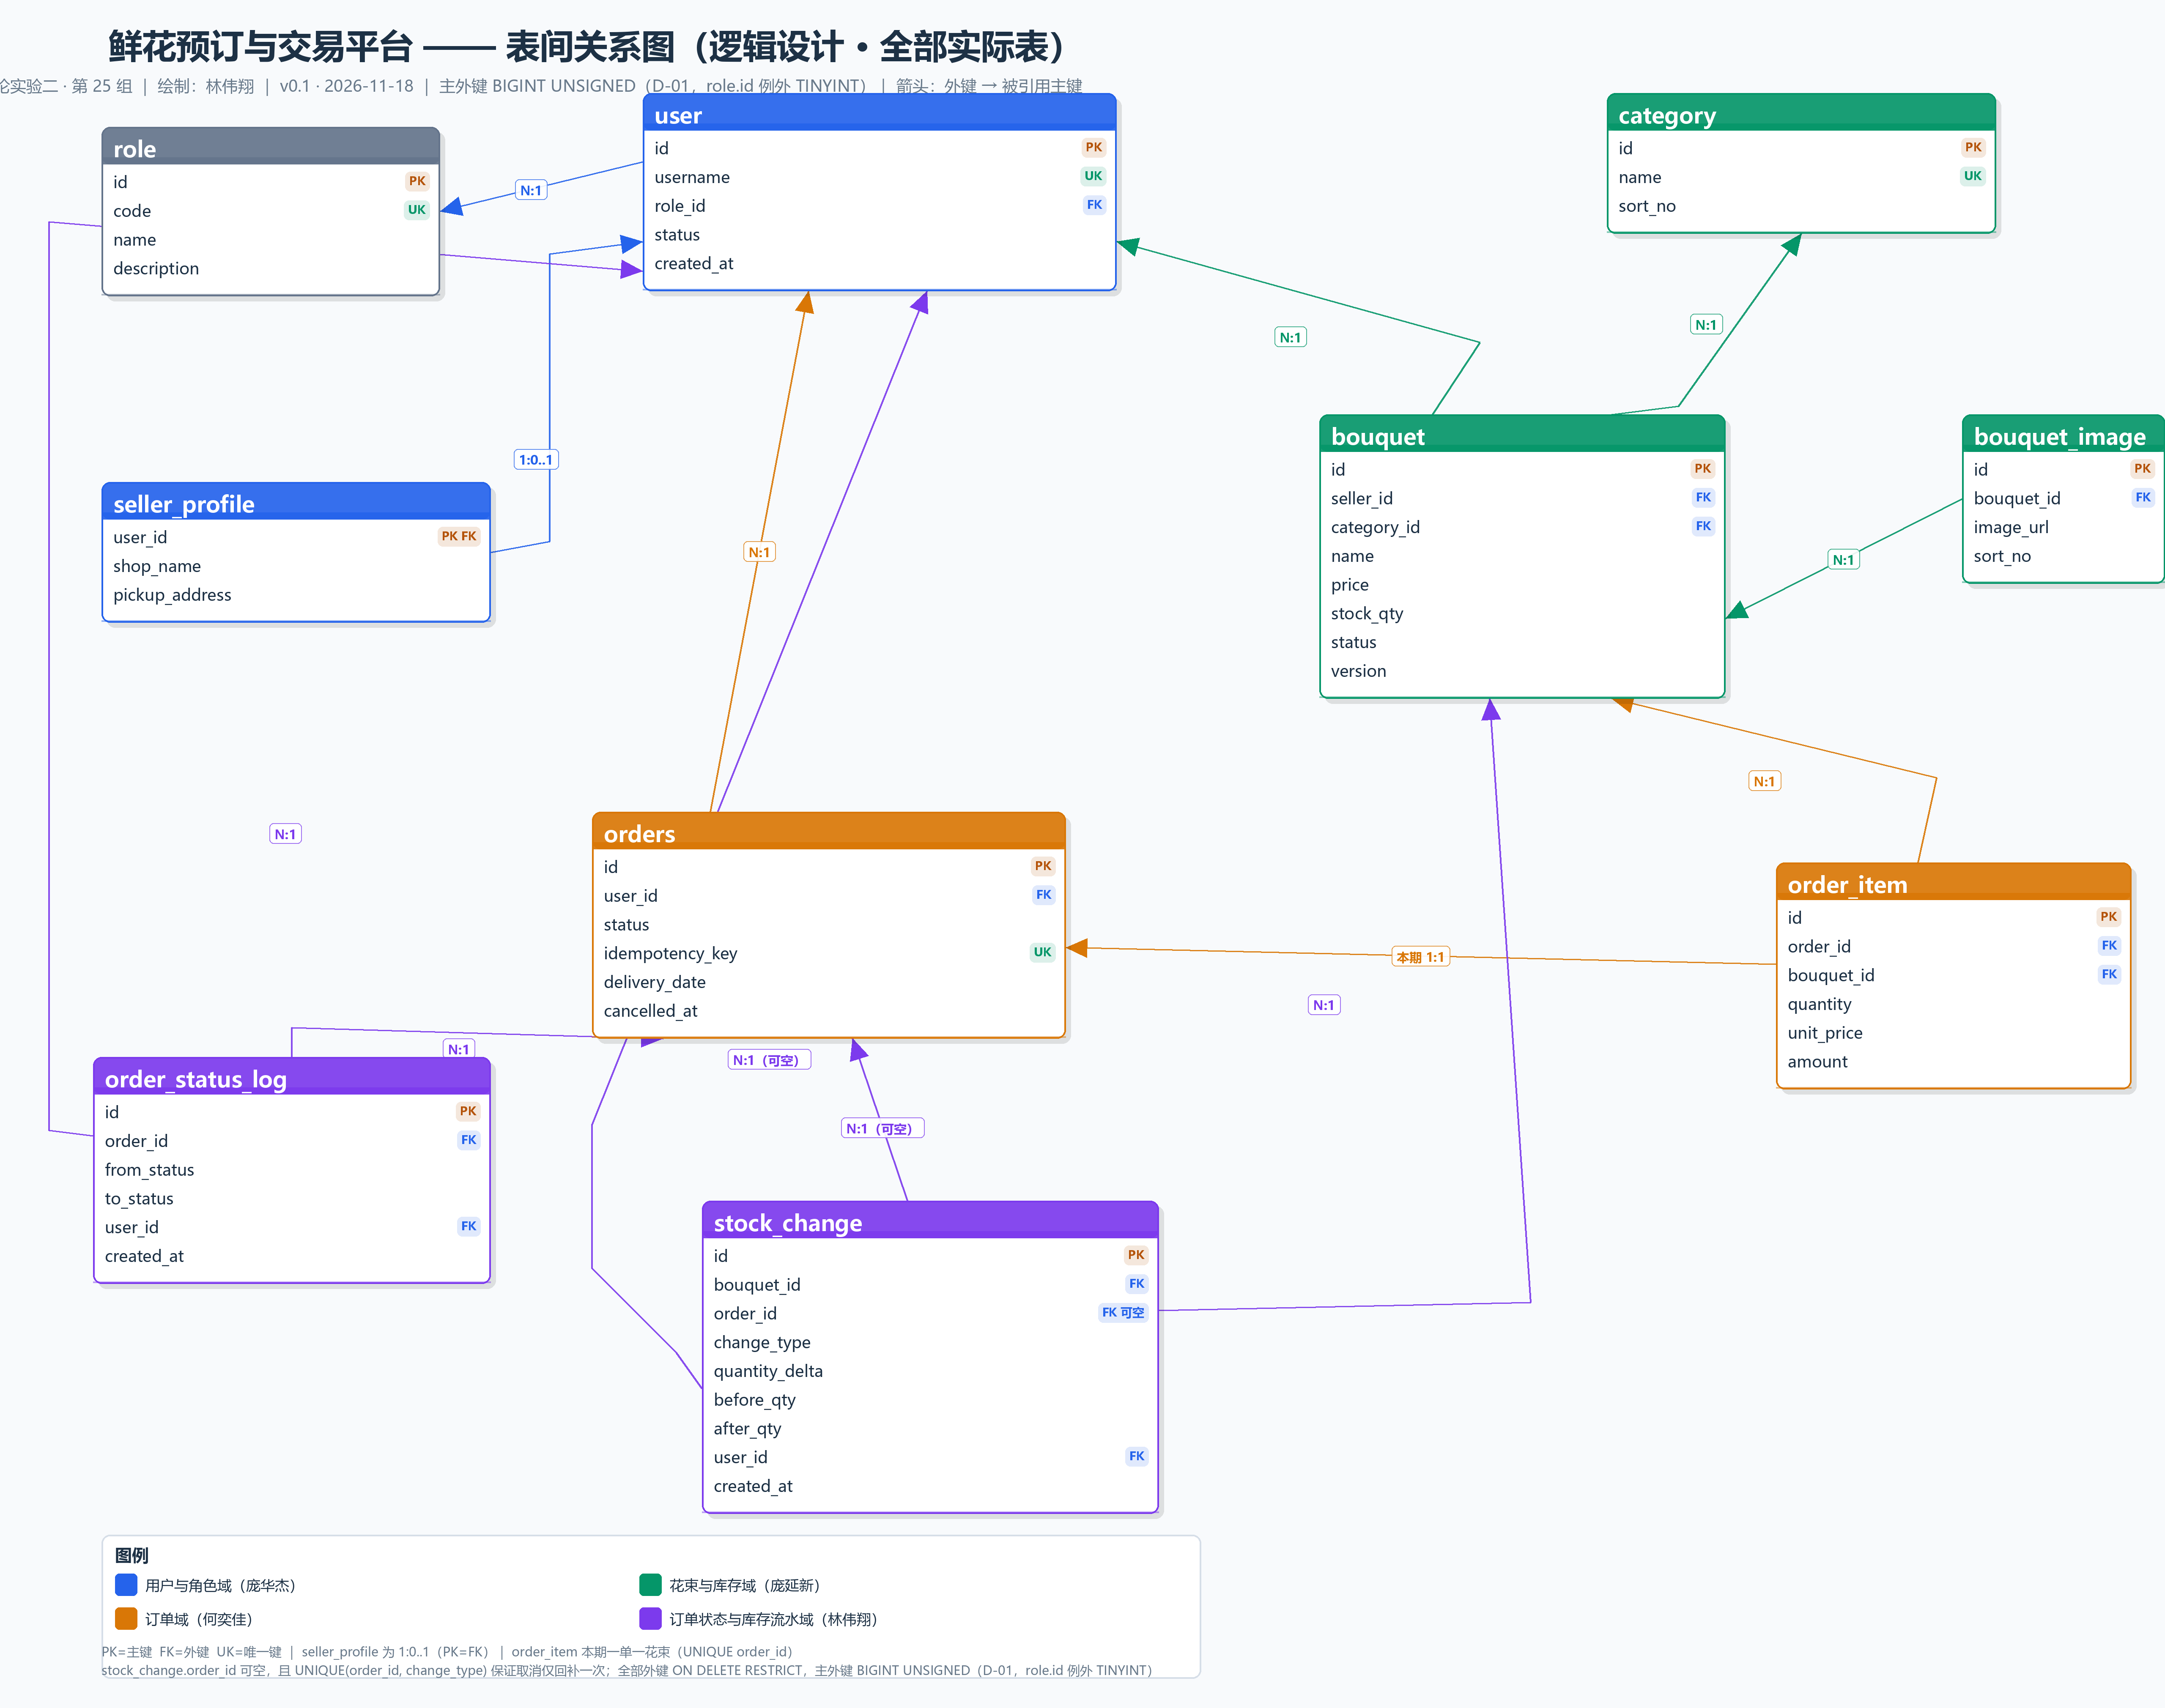 鲜花预订与交易平台 —— 表间关系图（逻辑设计 · 全部实际表）
论实验二 · 第 25 组 ｜ 绘制：林伟翔 ｜ v0.1 · 2026-11-18 ｜ 主外键 BIGINT UNSIGNED（D-01，role.id 例外 TINYINT） ｜ 箭头：外键 → 被引用主键
role
id PK
code UK
name
description
user
id PK
username UK
role_id FK
status
created_at
category
id PK
name UK
sort_no
N:1
N:1
N:1
1:0..1
seller_profile
user_id PK FK
shop_name
pickup_address
N:1
bouquet
id PK
seller_id FK
category_id FK
name
price
stock_qty
status
version
bouquet_image
id PK
bouquet_id FK
image_url
sort_no
N:1
N:1
N:1
orders
id PK
user_id FK
status
idempotency_key UK
delivery_date
cancelled_at
order_item
id PK
order_id FK
bouquet_id FK
quantity
unit_price
amount
本期 1:1
N:1
N:1
N:1（可空）
N:1（可空）
order_status_log
id PK
order_id FK
from_status
to_status
user_id FK
created_at
stock_change
id PK
bouquet_id FK
order_id FK 可空
change_type
quantity_delta
before_qty
after_qty
user_id FK
created_at
图例
用户与角色域（庞华杰）
花束与库存域（庞延新）
订单域（何奕佳）
订单状态与库存流水域（林伟翔）
PK=主键 FK=外键 UK=唯一键 ｜ seller_profile 为 1:0..1（PK=FK） ｜ order_item 本期一单一花束（UNIQUE order_id）
stock_change.order_id 可空，且 UNIQUE(order_id, change_type) 保证取消仅回补一次；全部外键 ON DELETE RESTRICT，主外键 BIGINT UNSIGNED（D-01，role.id 例外 TINYINT）